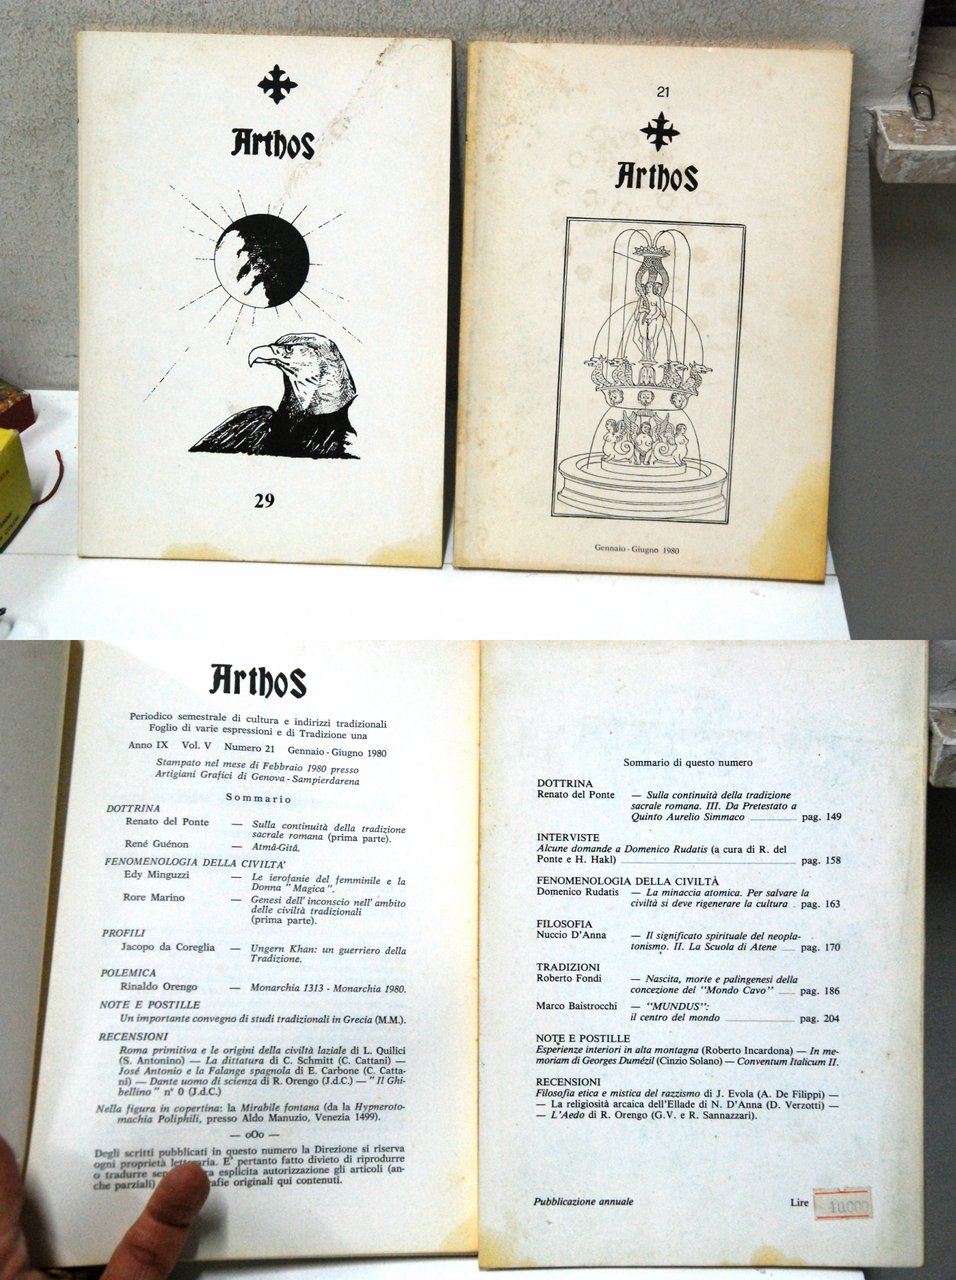 Arthos
29
21
Arthos
Gennaio - Giugno 1980
Arthos
Periodico semestrale di cultura e indirizzi tradizionali
Foglio di varie espressioni e di Tradizione una
Anno IX Vol. V Numero 21 Gennaio - Giugno 1980
Stampato nel mese di Febbraio 1980 presso
Artigiani Grafici di Genova - Sampierdarena
Sommario
DOTTRINA
Renato del Ponte — Sulla continuità della tradizione
sacrale romana (prima parte).
René Guénon — Atmâ-Gîtâ.
FENOMENOLOGIA DELLA CIVILTA'
Edy Minguzzi — Le ierofanie del femminile e la
Donna "Magica".
Rore Marino — Genesi dell'inconscio nell'ambito
delle civiltà tradizionali
(prima parte).
PROFILI
Jacopo da Coreglia — Ungern Khan: un guerriero della
Tradizione.
POLEMICA
Rinaldo Orengo — Monarchia 1313 - Monarchia 1980.
NOTE E POSTILLE
Un importante convegno di studi tradizionali in Grecia (M.M.).
RECENSIONI
Roma primitiva e le origini della civiltà laziale di L. Quilici
(S. Antonino) — La dittatura di C. Schmitt (C. Cattani) —
José Antonio e la Falange spagnola di E. Carbone (C. Catta-
ni) — Dante uomo di scienza di R. Orengo (J.d.C.) — "Il Ghi-
bellino" n° 0 (J.d.C.)
Nella figura in copertina: la Mirabile fontana (da la Hypneroto-
machia Poliphili, presso Aldo Manuzio, Venezia 1499).
— oOo —
Degli scritti pubblicati in questo numero la Direzione si riserva
ogni proprietà letteraria. E' pertanto fatto divieto di riprodurre
o tradurre esplicita autorizzazione gli articoli (an-
che parziali) originali qui contenuti.
Sommario di questo numero
DOTTRINA
Renato del Ponte — Sulla continuità della tradizione
sacrale romana. III. Da Pretestato a
Quinto Aurelio Simmaco pag. 149
INTERVISTE
Alcune domande a Domenico Rudatis (a cura di R. del
Ponte e H. Hakl) pag. 158
FENOMENOLOGIA DELLA CIVILTÀ
Domenico Rudatis — La minaccia atomica. Per salvare la
civiltà si deve rigenerare la cultura . pag. 163
FILOSOFIA
Nuccio D'Anna — Il significato spirituale del neopla-
tonismo. II. La Scuola di Atene pag. 170
TRADIZIONI
Roberto Fondi — Nascita, morte e palingenesi della
concezione del "Mondo Cavo" pag. 186
Marco Baistrocchi — "MUNDUS":
il centro del mondo pag. 204
NOTE E POSTILLE
Esperienze interiori in alta montagna (Roberto Incardona) — In me-
moriam di Georges Dumézil (Cinzio Solano) — Conventum Italicum II.
RECENSIONI
Filosofia etica e mistica del razzismo di J. Evola (A. De Filippi) —
— La religiosità arcaica dell'Ellade di N. D'Anna (D. Verzotti) —
— L'Aedo di R. Orengo (G.V. e R. Sannazzari).
Pubblicazione annuale Lire 10.000